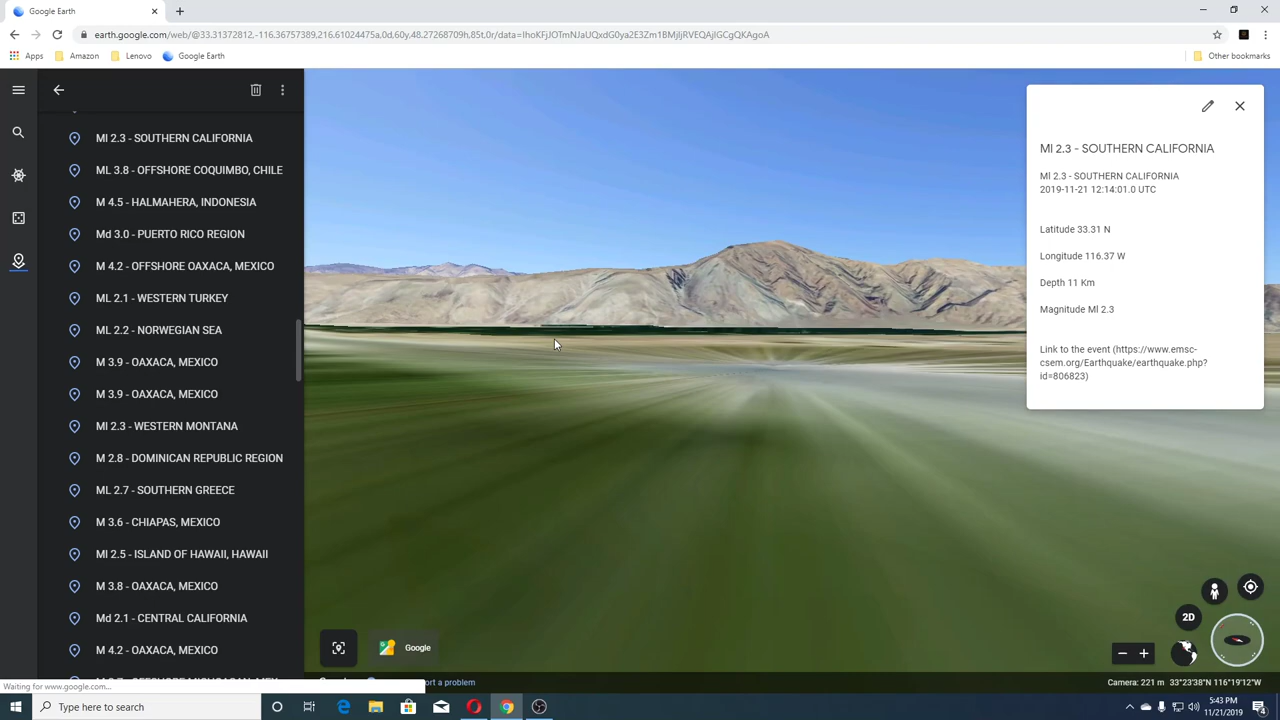 Google Earth
earth.google.com/web/@33.31372812,-116.36757389,216.61024475a,0d,60y,48.27268709h,85t,0r/data=IhoKFjJOTmNJaUQxdG0ya2E3Zm1BMjljRVEQAjIGCgQKAgoA
Apps
Amazon
Lenovo
Google Earth
Other bookmarks
Ml 2.3 - SOUTHERN CALIFORNIA
ML 3.8 - OFFSHORE COQUIMBO, CHILE
M 4.5 - HALMAHERA, INDONESIA
Md 3.0 - PUERTO RICO REGION
M 4.2 - OFFSHORE OAXACA, MEXICO
ML 2.1 - WESTERN TURKEY
ML 2.2 - NORWEGIAN SEA
M 3.9 - OAXACA, MEXICO
M 3.9 - OAXACA, MEXICO
Ml 2.3 - WESTERN MONTANA
M 2.8 - DOMINICAN REPUBLIC REGION
ML 2.7 - SOUTHERN GREECE
M 3.6 - CHIAPAS, MEXICO
Ml 2.5 - ISLAND OF HAWAII, HAWAII
M 3.8 - OAXACA, MEXICO
Md 2.1 - CENTRAL CALIFORNIA
M 4.2 - OAXACA, MEXICO
Ml 2.3 - SOUTHERN CALIFORNIA
Ml 2.3 - SOUTHERN CALIFORNIA
2019-11-21 12:14:01.0 UTC
Latitude 33.31 N
Longitude 116.37 W
Depth 11 Km
Magnitude Ml 2.3
Link to the event (https://www.emsc-
csem.org/Earthquake/earthquake.php?
id=806823)
2D
Google
Waiting for www.google.com...
ort a problem
Camera: 221 m 33°23'38"N 116°19'12"W
Type here to search
5:43 PM
11/21/2019
4